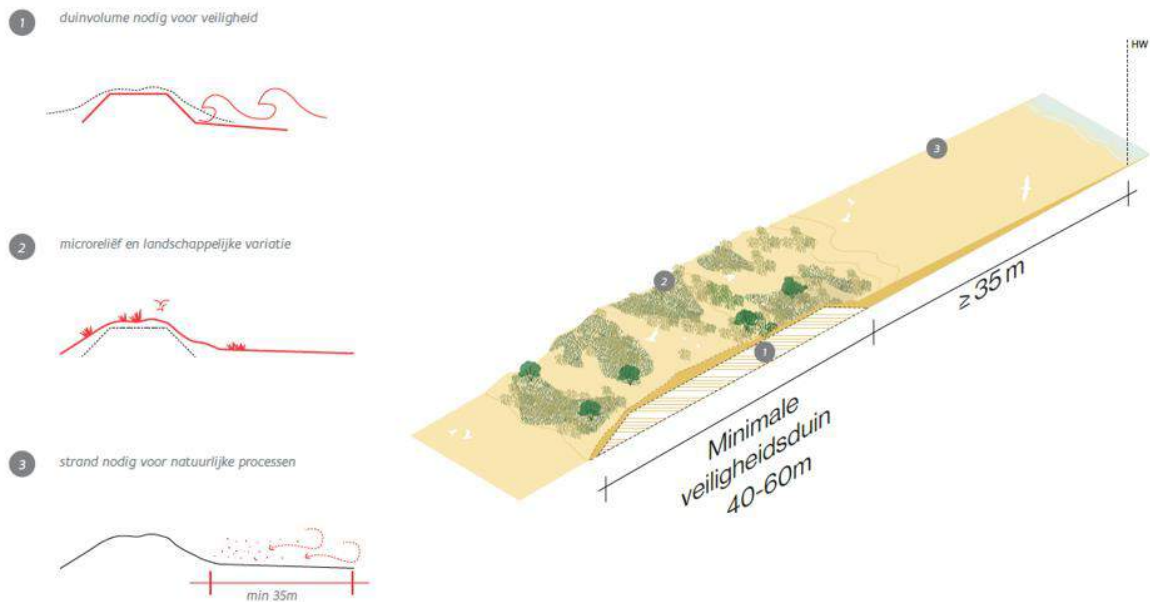 1
duinvolume nodig voor veiligheid
2
microreliëf en landschappelijke variatie
3
strand nodig voor natuurlijke processen
min 35m
HW
3
2
1
≥ 35 m
Minimale
veiligheidsduin
40-60m